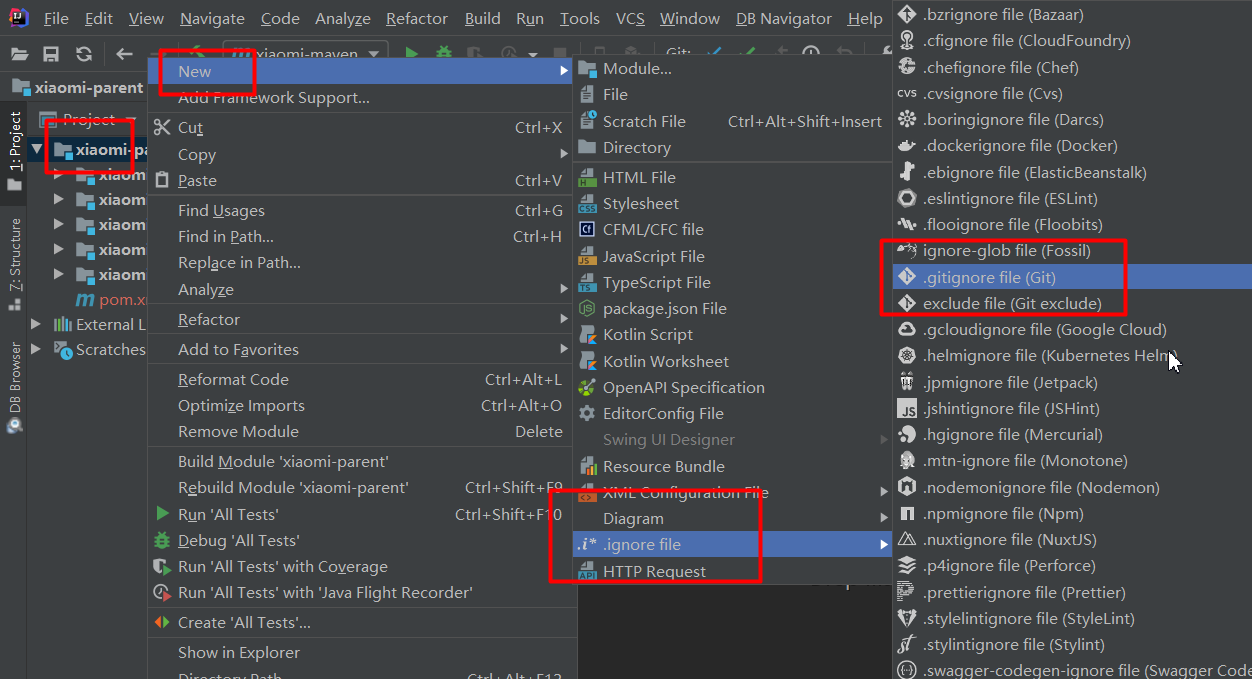 File Edit View Navigate Code Analyze Refactor Build Run Tools VCS Window DB Navigator Help
xiaomi-maven
Git:
xiaomi-parent
Project
1: Project
7: Structure
DB Browser
xiaomi-pa
xiaom
xiaomi
xiaomi
xiaomi
xiaomi
pom.x
External L
Scratches
New
Add Framework Support...
Cut Ctrl+X
Copy
Paste Ctrl+V
Find Usages Ctrl+G
Find in Path... Ctrl+H
Replace in Path...
Analyze
Refactor
Add to Favorites
Reformat Code Ctrl+Alt+L
Optimize Imports Ctrl+Alt+O
Remove Module Delete
Build Module 'xiaomi-parent'
Rebuild Module 'xiaomi-parent' Ctrl+Shift+F9
Run 'All Tests' Ctrl+Shift+F10
Debug 'All Tests'
Run 'All Tests' with Coverage
Run 'All Tests' with 'Java Flight Recorder'
Create 'All Tests'...
Show in Explorer
Directory Path Ctrl+Alt+F12
Module...
File
Scratch File Ctrl+Alt+Shift+Insert
Directory
HTML File
Stylesheet
CFML/CFC file
JavaScript File
TypeScript File
package.json File
Kotlin Script
Kotlin Worksheet
OpenAPI Specification
EditorConfig File
Swing UI Designer
Resource Bundle
XML Configuration File
Diagram
.i* .ignore file
HTTP Request
.bzrignore file (Bazaar)
.cfignore file (CloudFoundry)
.chefignore file (Chef)
cvs .cvsignore file (Cvs)
.boringignore file (Darcs)
.dockerignore file (Docker)
.ebignore file (ElasticBeanstalk)
.eslintignore file (ESLint)
.flooignore file (Floobits)
ignore-glob file (Fossil)
.gitignore file (Git)
exclude file (Git exclude)
.gcloudignore file (Google Cloud)
.helmignore file (Kubernetes Helm)
.jpmignore file (Jetpack)
.jshintignore file (JSHint)
.hgignore file (Mercurial)
.mtn-ignore file (Monotone)
.nodemonignore file (Nodemon)
.npmignore file (Npm)
.nuxtignore file (NuxtJS)
.p4ignore file (Perforce)
.prettierignore file (Prettier)
.stylelintignore file (StyleLint)
.stylintignore file (Stylint)
.swagger-codegen-ignore file (Swagger Code